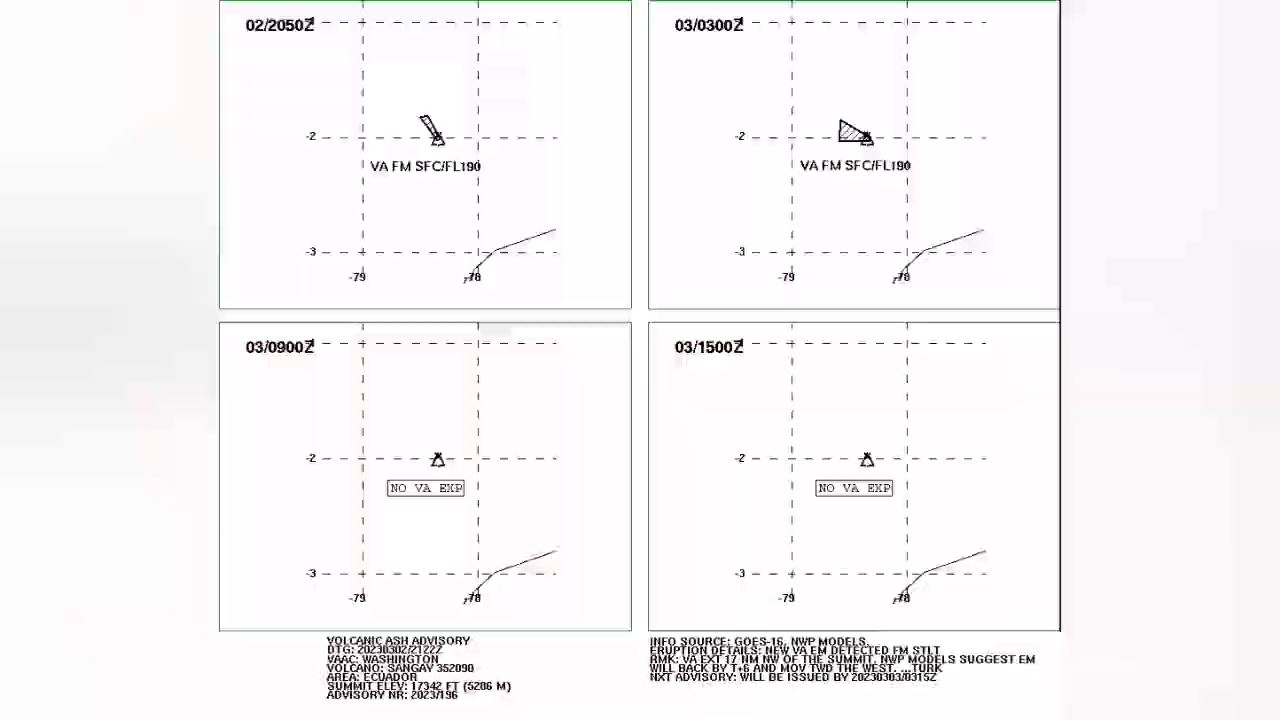 02/2050Z
-2
VA FM SFC/FL190
-3
-79
-78
03/0300Z
-2
VA FM SFC/FL190
-3
-79
-78
03/0900Z
-2
NO VA EXP
-3
-79
-78
03/1500Z
-2
NO VA EXP
-3
-79
-78
VOLCANIC ASH ADVISORY
DTG: 20230302/2122Z
VAAC: WASHINGTON
VOLCANO: SANGAY 352090
AREA: ECUADOR
SUMMIT ELEV: 17342 FT (5286 M)
ADVISORY NR: 2023/196
INFO SOURCE: GOES-16. NWP MODELS.
ERUPTION DETAILS: NEW VA EM DETECTED FM STLT
RMK: VA EXT 17 NM NW OF THE SUMMIT. NWP MODELS SUGGEST EM
WILL BACK BY T+6 AND MOV TWD THE WEST. ...TURK
NXT ADVISORY: WILL BE ISSUED BY 20230303/0315Z